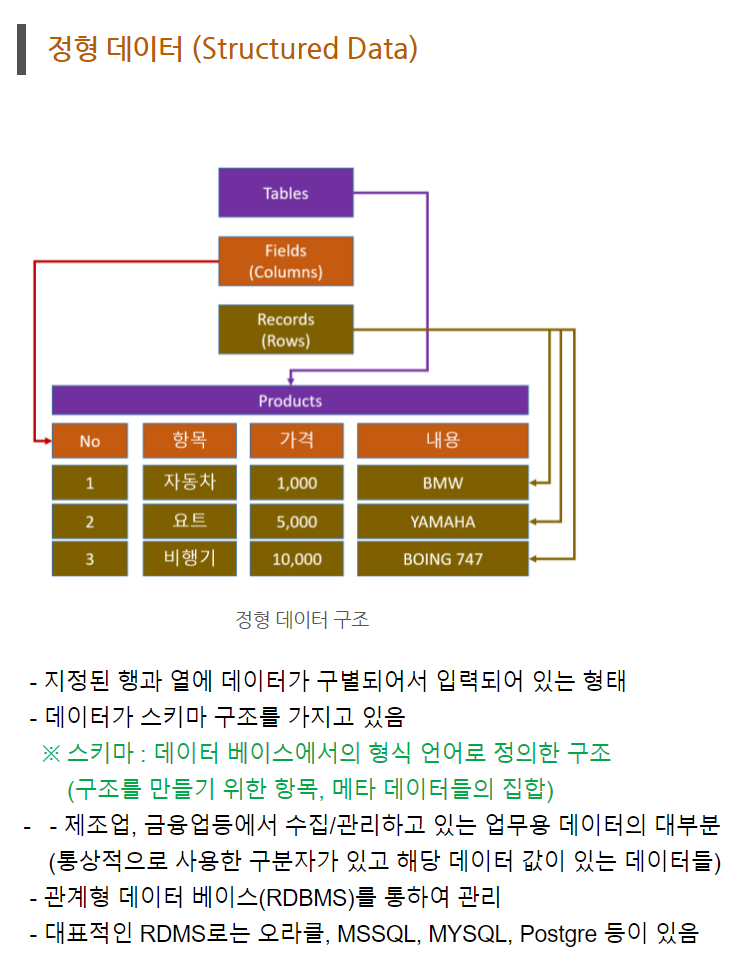 정형 데이터 (Structured Data)
Tables
Fields
(Columns)
Records
(Rows)
Products
No 항목 가격 내용
1 자동차 1,000 BMW
2 요트 5,000 YAMAHA
3 비행기 10,000 BOING 747
정형 데이터 구조
- 지정된 행과 열에 데이터가 구별되어서 입력되어 있는 형태
- 데이터가 스키마 구조를 가지고 있음
※ 스키마 : 데이터 베이스에서의 형식 언어로 정의한 구조
(구조를 만들기 위한 항목, 메타 데이터들의 집합)
- - 제조업, 금융업등에서 수집/관리하고 있는 업무용 데이터의 대부분
(통상적으로 사용한 구분자가 있고 해당 데이터 값이 있는 데이터들)
- 관계형 데이터 베이스(RDBMS)를 통하여 관리
- 대표적인 RDMS로는 오라클, MSSQL, MYSQL, Postgre 등이 있음